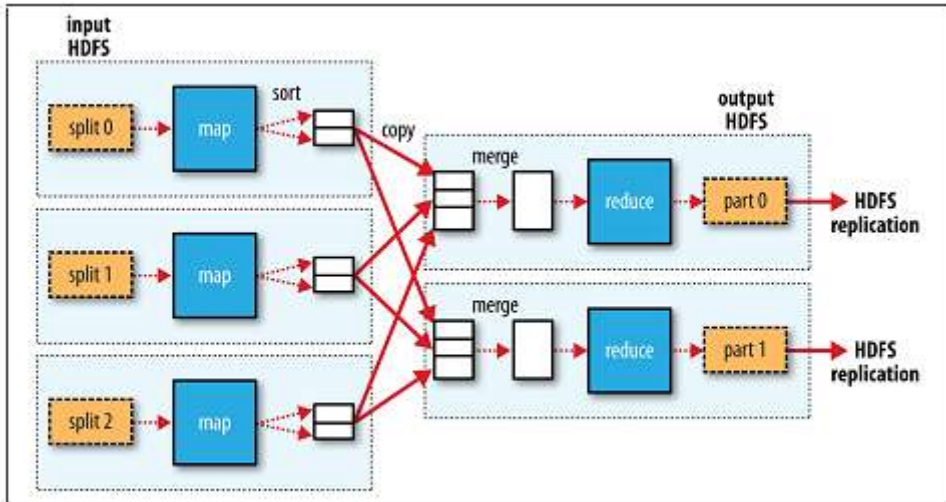 input
HDFS
split 0
map
sort
copy
split 1
map
split 2
map
output
HDFS
merge
reduce
part 0
HDFS
replication
merge
reduce
part 1
HDFS
replication